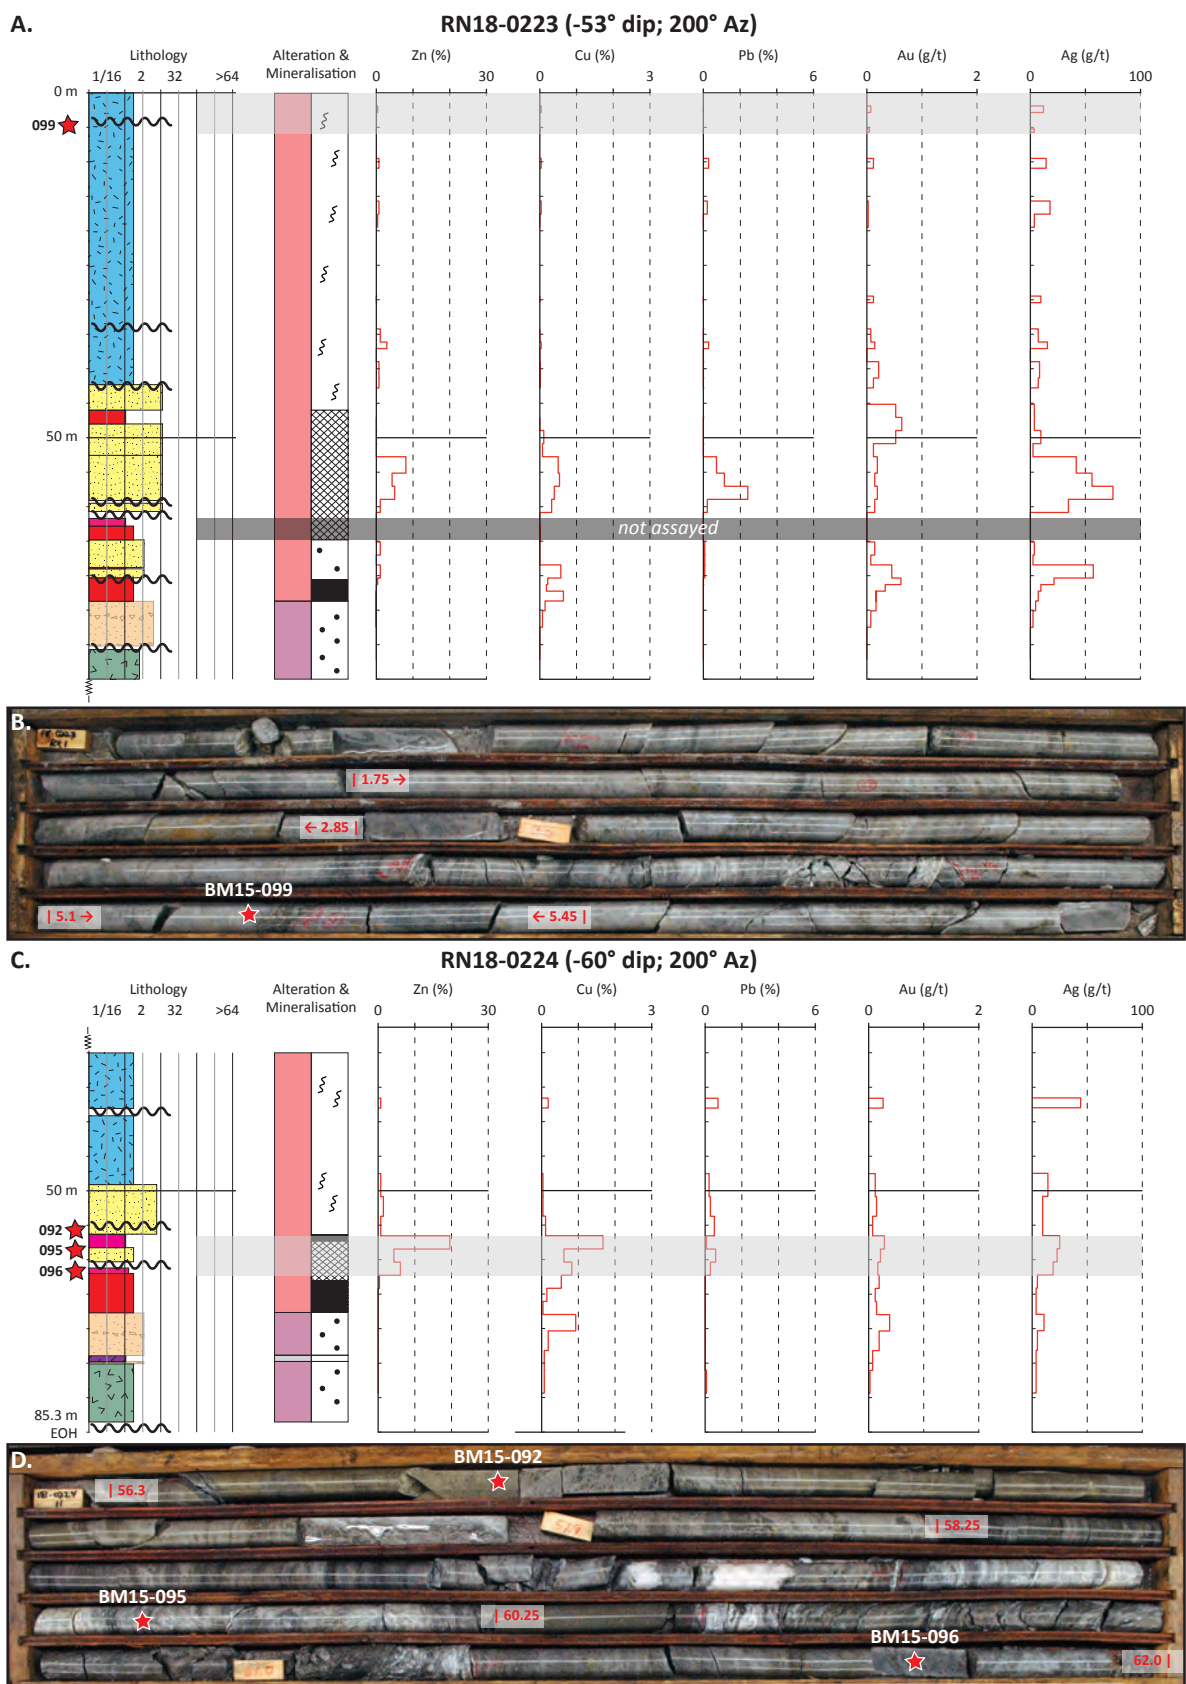 A.
RN18-0223 (-53° dip; 200° Az)
Lithology
1/16 2 32 >64
Alteration &
Mineralisation
Zn (%)
0 30
Cu (%)
0 3
Pb (%)
0 6
Au (g/t)
0 2
Ag (g/t)
0 100
0 m
099
50 m
not assayed
B.
| 1.75 →
← 2.85 |
BM15-099
| 5.1 →
← 5.45 |
C.
RN18-0224 (-60° dip; 200° Az)
Lithology
1/16 2 32 >64
Alteration &
Mineralisation
Zn (%)
0 30
Cu (%)
0 3
Pb (%)
0 6
Au (g/t)
0 2
Ag (g/t)
0 100
50 m
092
095
096
85.3 m
EOH
D.
BM15-092
| 56.3
| 58.25
BM15-095
| 60.25
BM15-096
62.0 |